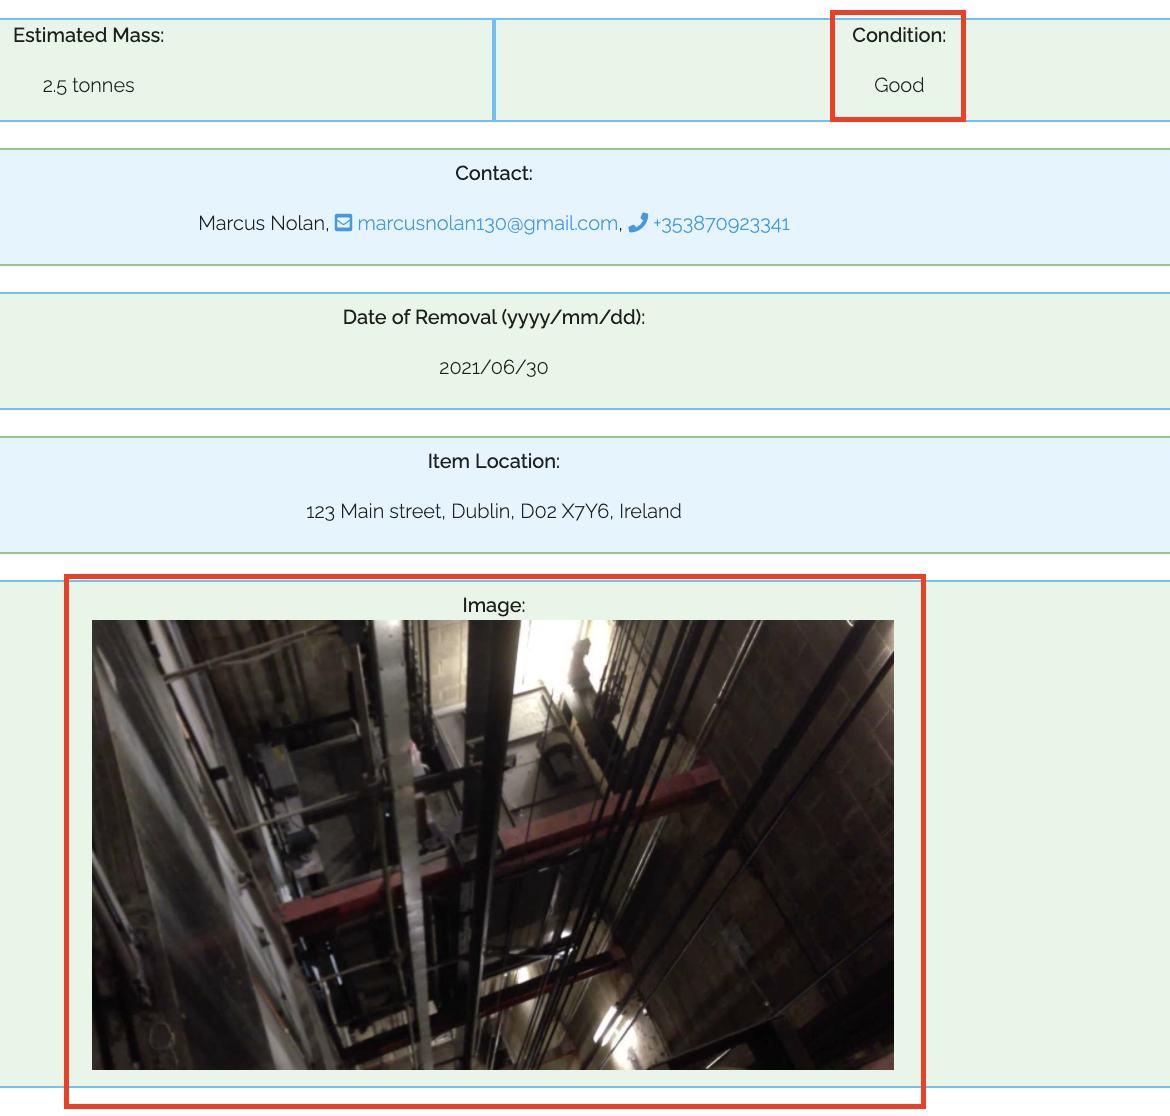 Estimated Mass:
2.5 tonnes
Condition:
Good
Contact:
Marcus Nolan, marcusnolan130@gmail.com, +353870923341
Date of Removal (yyyy/mm/dd):
2021/06/30
Item Location:
123 Main street, Dublin, D02 X7Y6, Ireland
Image: